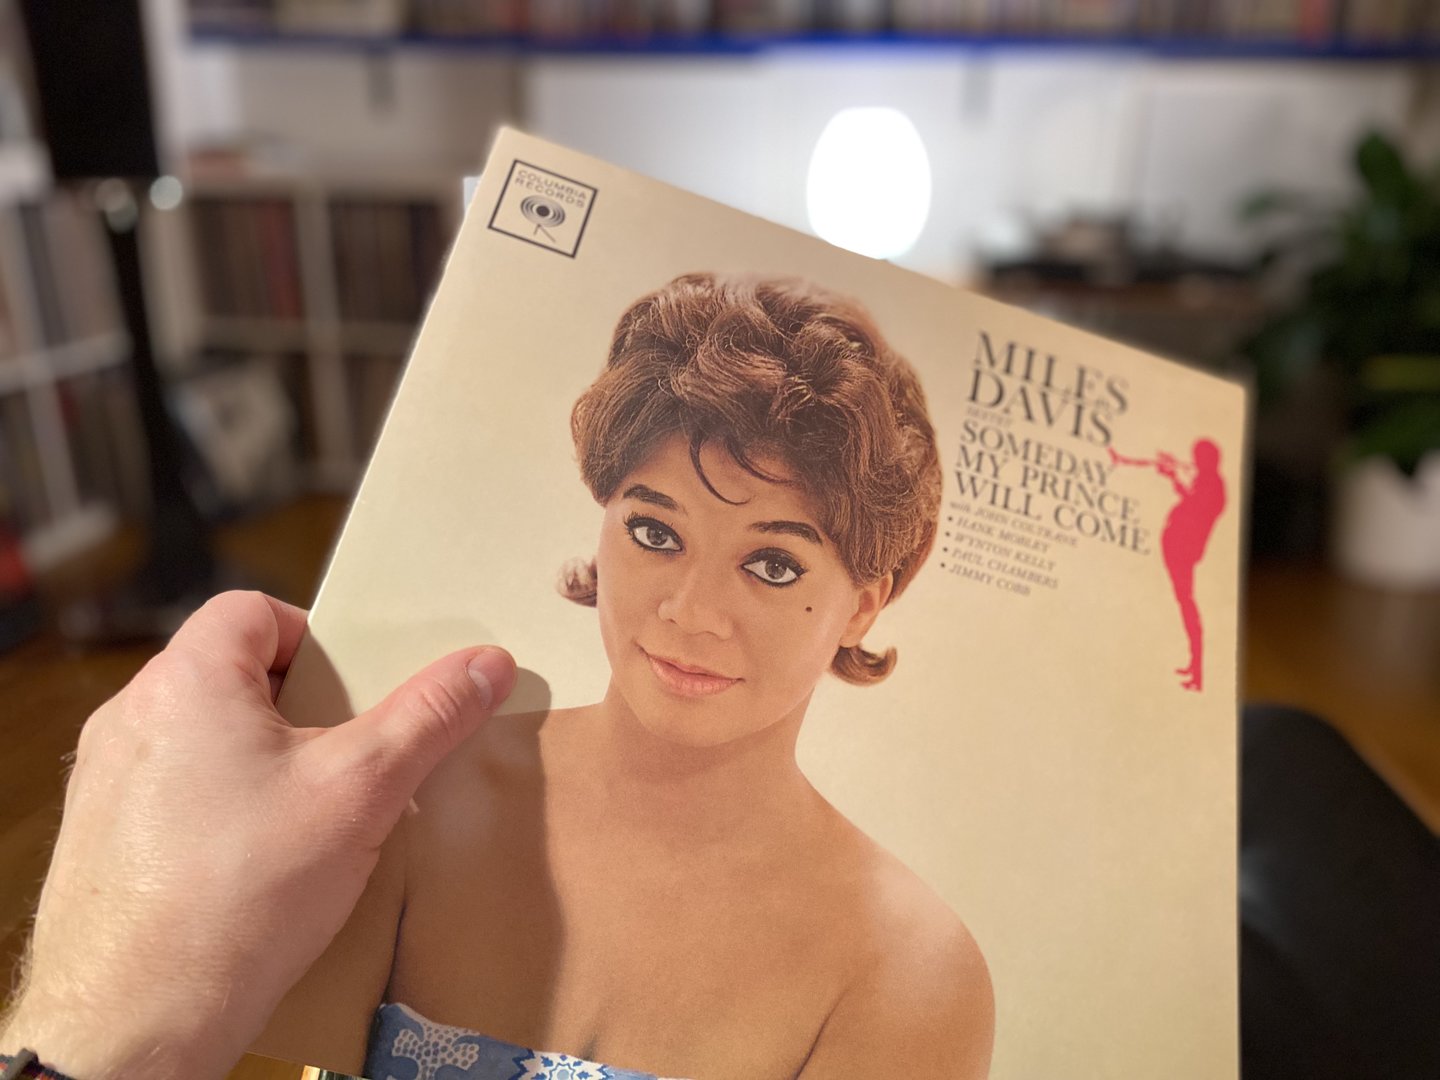 COLUMBIA
RECORDS
MILES
DAVIS
SEXTET
SOMEDAY
MY PRINCE
WILL COME
with JOHN COLTRANE
• HANK MOBLEY
• WYNTON KELLY
• PAUL CHAMBERS
• JIMMY COBB